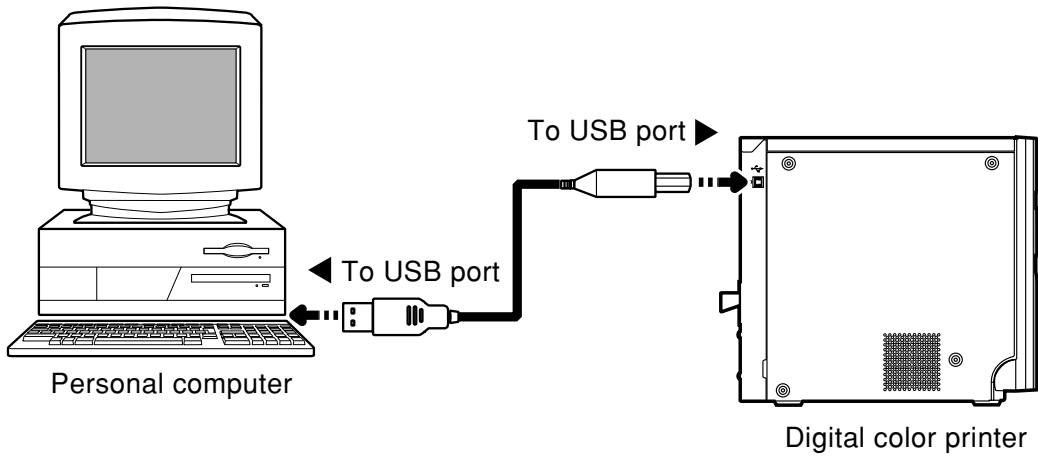 To USB port ▶
◀ To USB port
Personal computer
Digital color printer